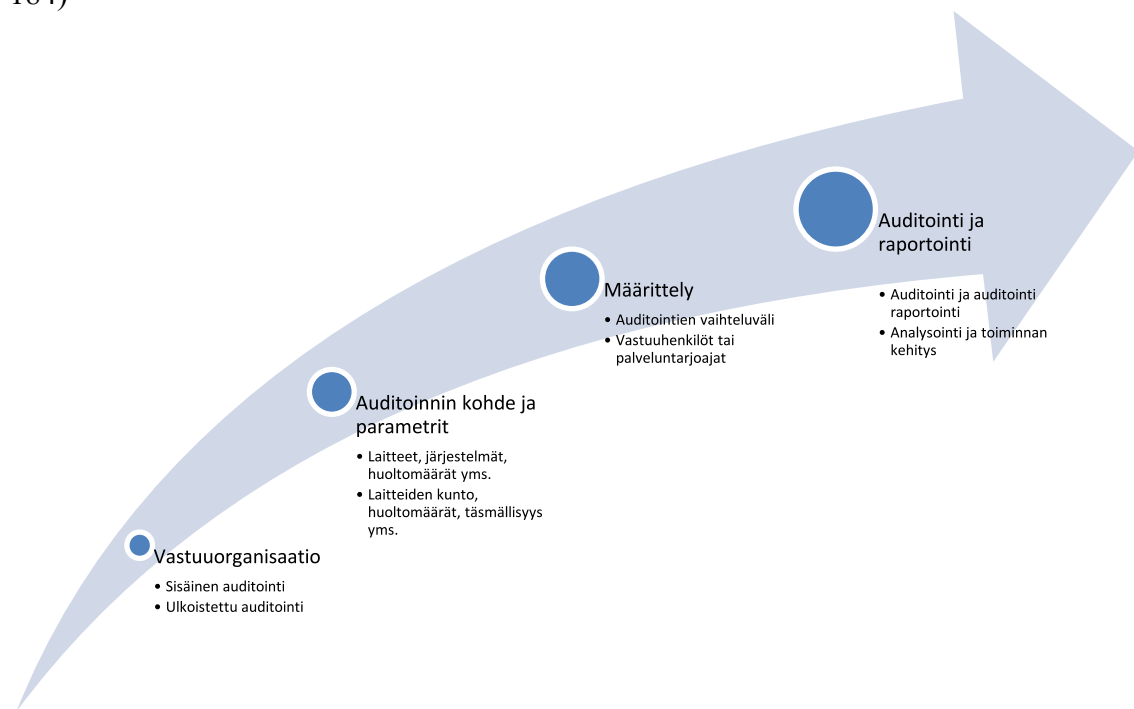 Vastuuorganisaatio
• Sisäinen auditointi
• Ulkoistettu auditointi
Auditoinnin kohde ja
parametrit
• Laitteet, järjestelmät,
huoltomäärät yms.
• Laitteiden kunto,
huoltomäärät, täsmällisyys
yms.
Määrittely
• Auditointien vaihteluväli
• Vastuuhenkilöt tai
palveluntarjoajat
Auditointi ja
raportointi
• Auditointi ja auditointi
raportointi
• Analysointi ja toiminnan
kehitys